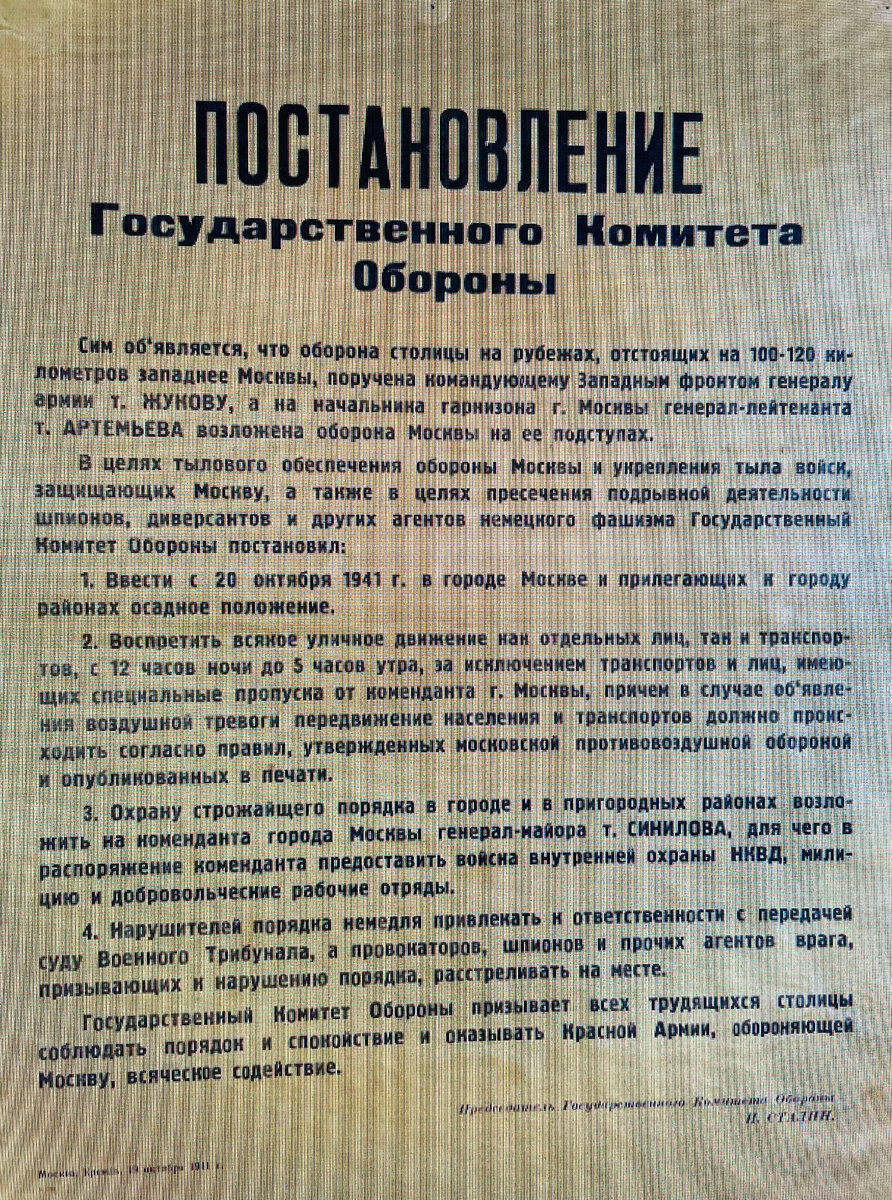 ПОСТАНОВЛЕНИЕ
Государственного Комитета
Обороны
Сим об‘является, что оборона столицы на рубежах, отстоящих на 100-120 ки-
лометров западнее Москвы, поручена командующему Западным фронтом генералу
армии т. ЖУКОВУ, а на начальника гарнизона г. Москвы генерал-лейтенанта
т. АРТЕМЬЕВА возложена оборона Москвы на ее подступах.
В целях тылового обеспечения обороны Москвы и укрепления тыла войск,
защищающих Москву, а также в целях пресечения подрывной деятельности
шпионов, диверсантов и других агентов немецкого фашизма Государственный
Комитет Обороны постановил:
1. Ввести с 20 октября 1941 г. в городе Москве и прилегающих к городу
районах осадное положение.
2. Воспретить всякое уличное движение как отдельных лиц, так и транспор-
тов, с 12 часов ночи до 5 часов утра, за исключением транспортов и лиц, имею-
щих специальные пропуска от коменданта г. Москвы, причем в случае об‘явле-
ния воздушной тревоги передвижение населения и транспортов должно проис-
ходить согласно правил, утвержденных московской противовоздушной обороной
и опубликованных в печати.
3. Охрану строжайщего порядка в городе и в пригородных районах возло-
жить на коменданта города Москвы генерал-майора т. СИНИЛОВА, для чего в
распоряжение коменданта предоставить войска внутренней охраны НКВД, мили-
цию и добровольческие рабочие отряды.
4. Нарушителей порядка немедля привлекать к ответственности с передачей
суду Военного Трибунала, а провокаторов, шпионов и прочих агентов врага,
призывающих к нарушению порядка, расстреливать на месте.
Государственный Комитет Обороны призывает всех трудящихся столицы
соблюдать порядок и спокойствие и оказывать Красной Армии, обороняющей
Москву, всяческое содействие.
Председатель Государственного Комитета Обороны
И. СТАЛИН.
Москва, Кремль, 19 октября 1941 г.